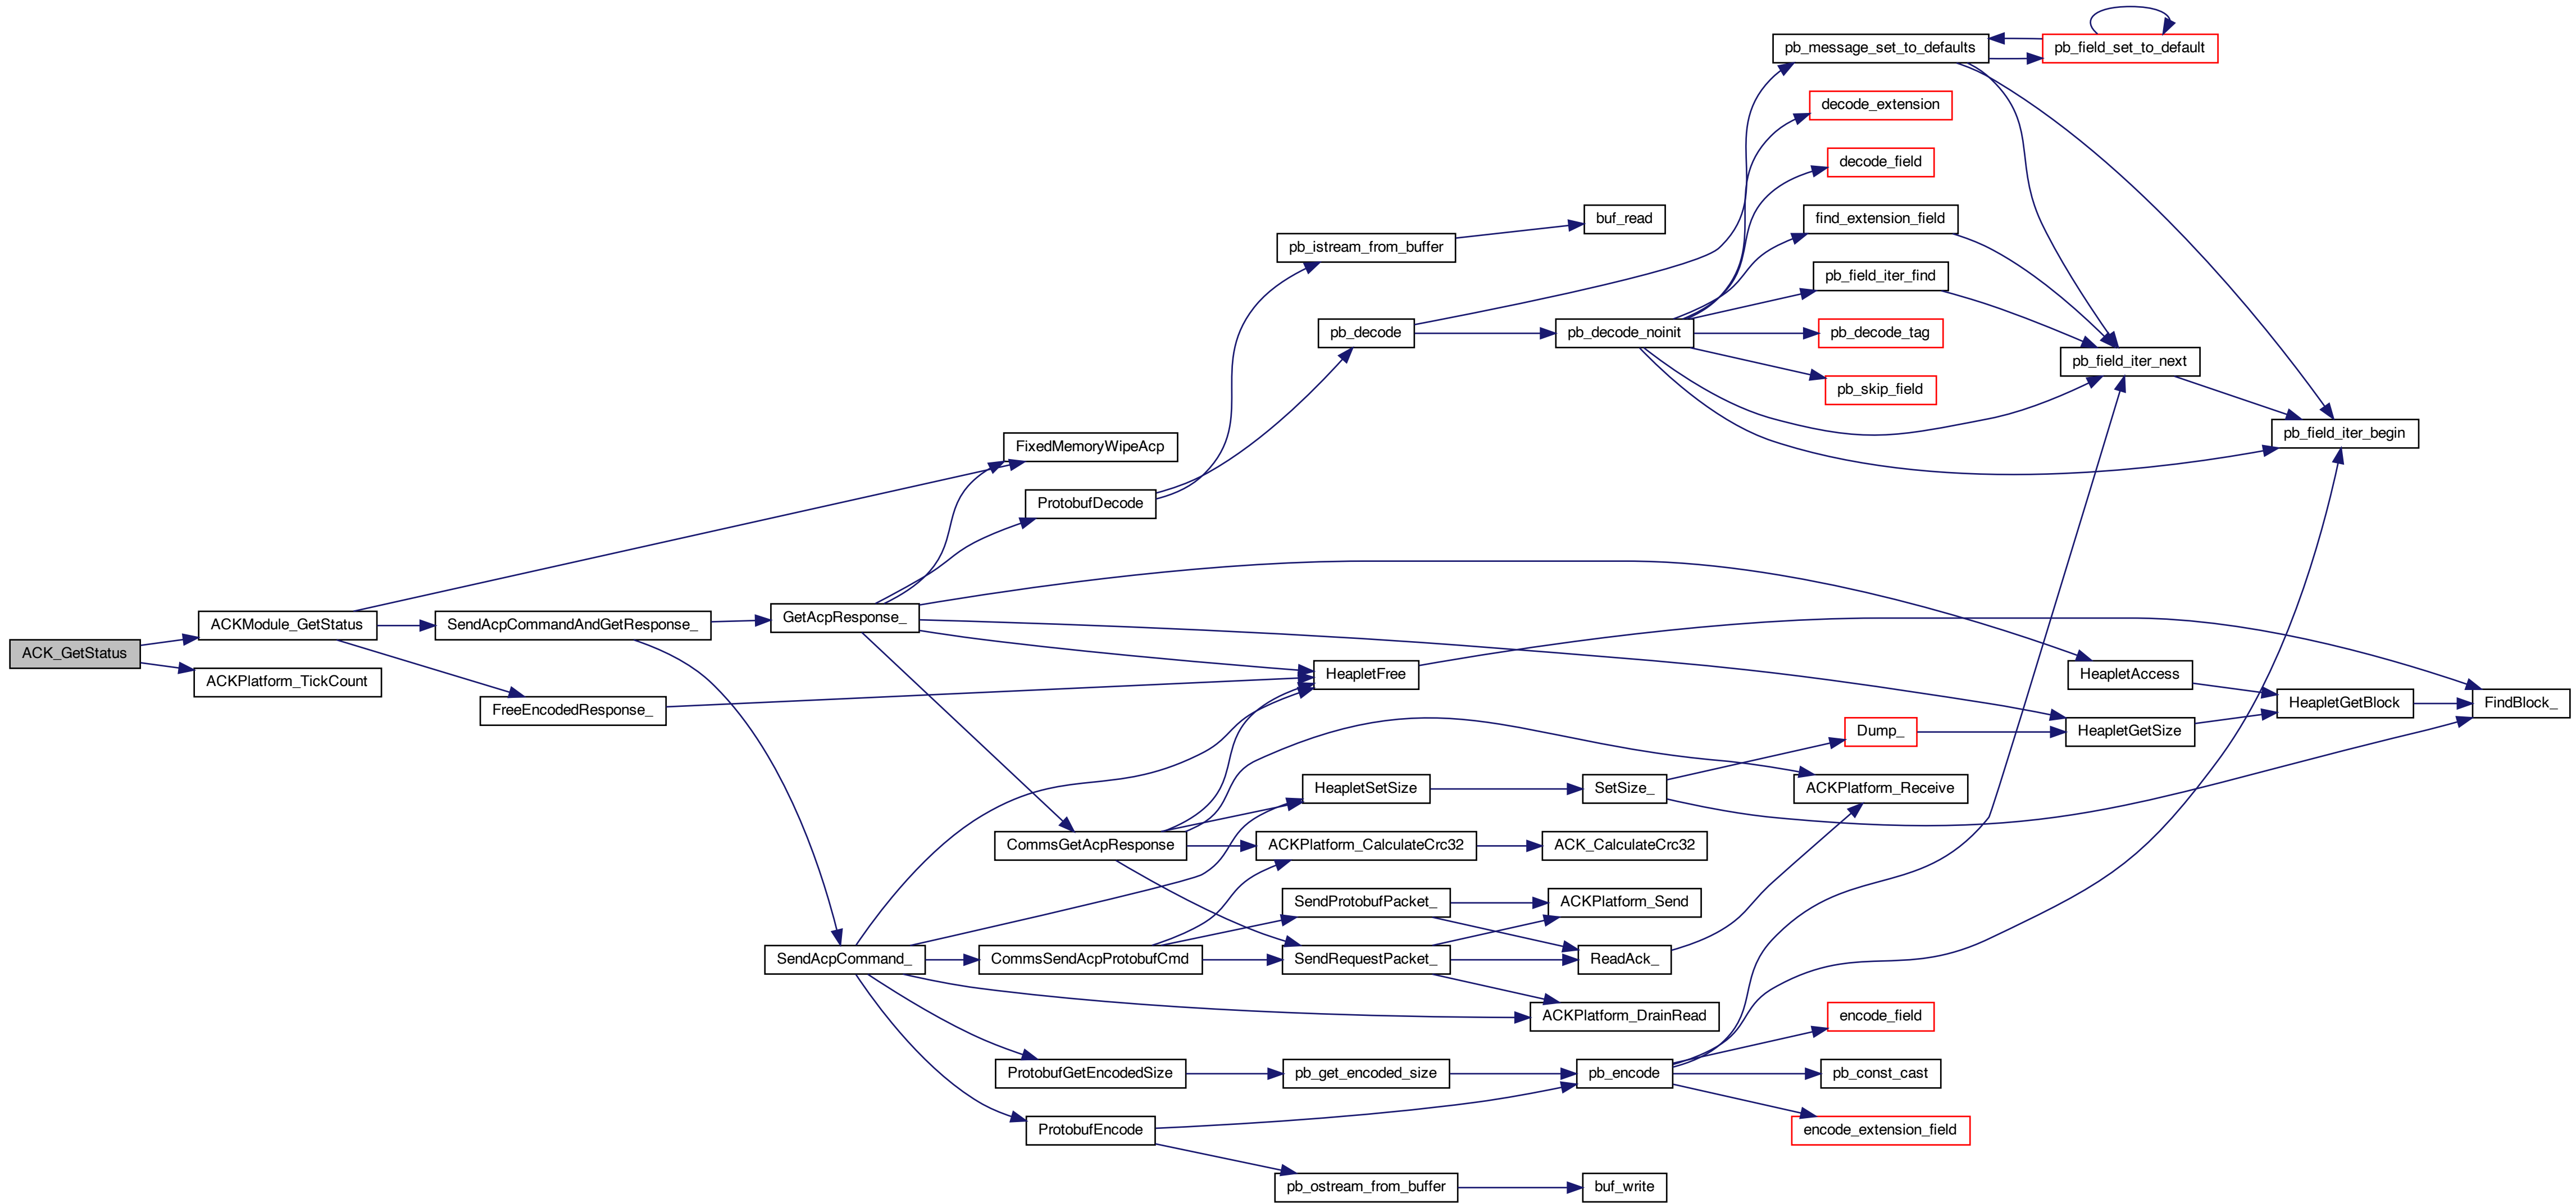 pb_message_set_to_defaults
pb_field_set_to_default
decode_extension
decode_field
buf_read
find_extension_field
pb_istream_from_buffer
pb_field_iter_find
pb_decode
pb_decode_noinit
pb_decode_tag
pb_field_iter_next
pb_skip_field
FixedMemoryWipeAcp
pb_field_iter_begin
ProtobufDecode
GetAcpResponse_
ACKModule_GetStatus
SendAcpCommandAndGetResponse_
ACK_GetStatus
HeapletFree
HeapletAccess
ACKPlatform_TickCount
FreeEncodedResponse_
HeapletGetBlock
FindBlock_
Dump_
HeapletGetSize
HeapletSetSize
SetSize_
ACKPlatform_Receive
CommsGetAcpResponse
ACKPlatform_CalculateCrc32
ACK_CalculateCrc32
SendProtobufPacket_
ACKPlatform_Send
SendAcpCommand_
CommsSendAcpProtobufCmd
SendRequestPacket_
ReadAck_
ACKPlatform_DrainRead
encode_field
ProtobufGetEncodedSize
pb_get_encoded_size
pb_encode
pb_const_cast
ProtobufEncode
encode_extension_field
pb_ostream_from_buffer
buf_write